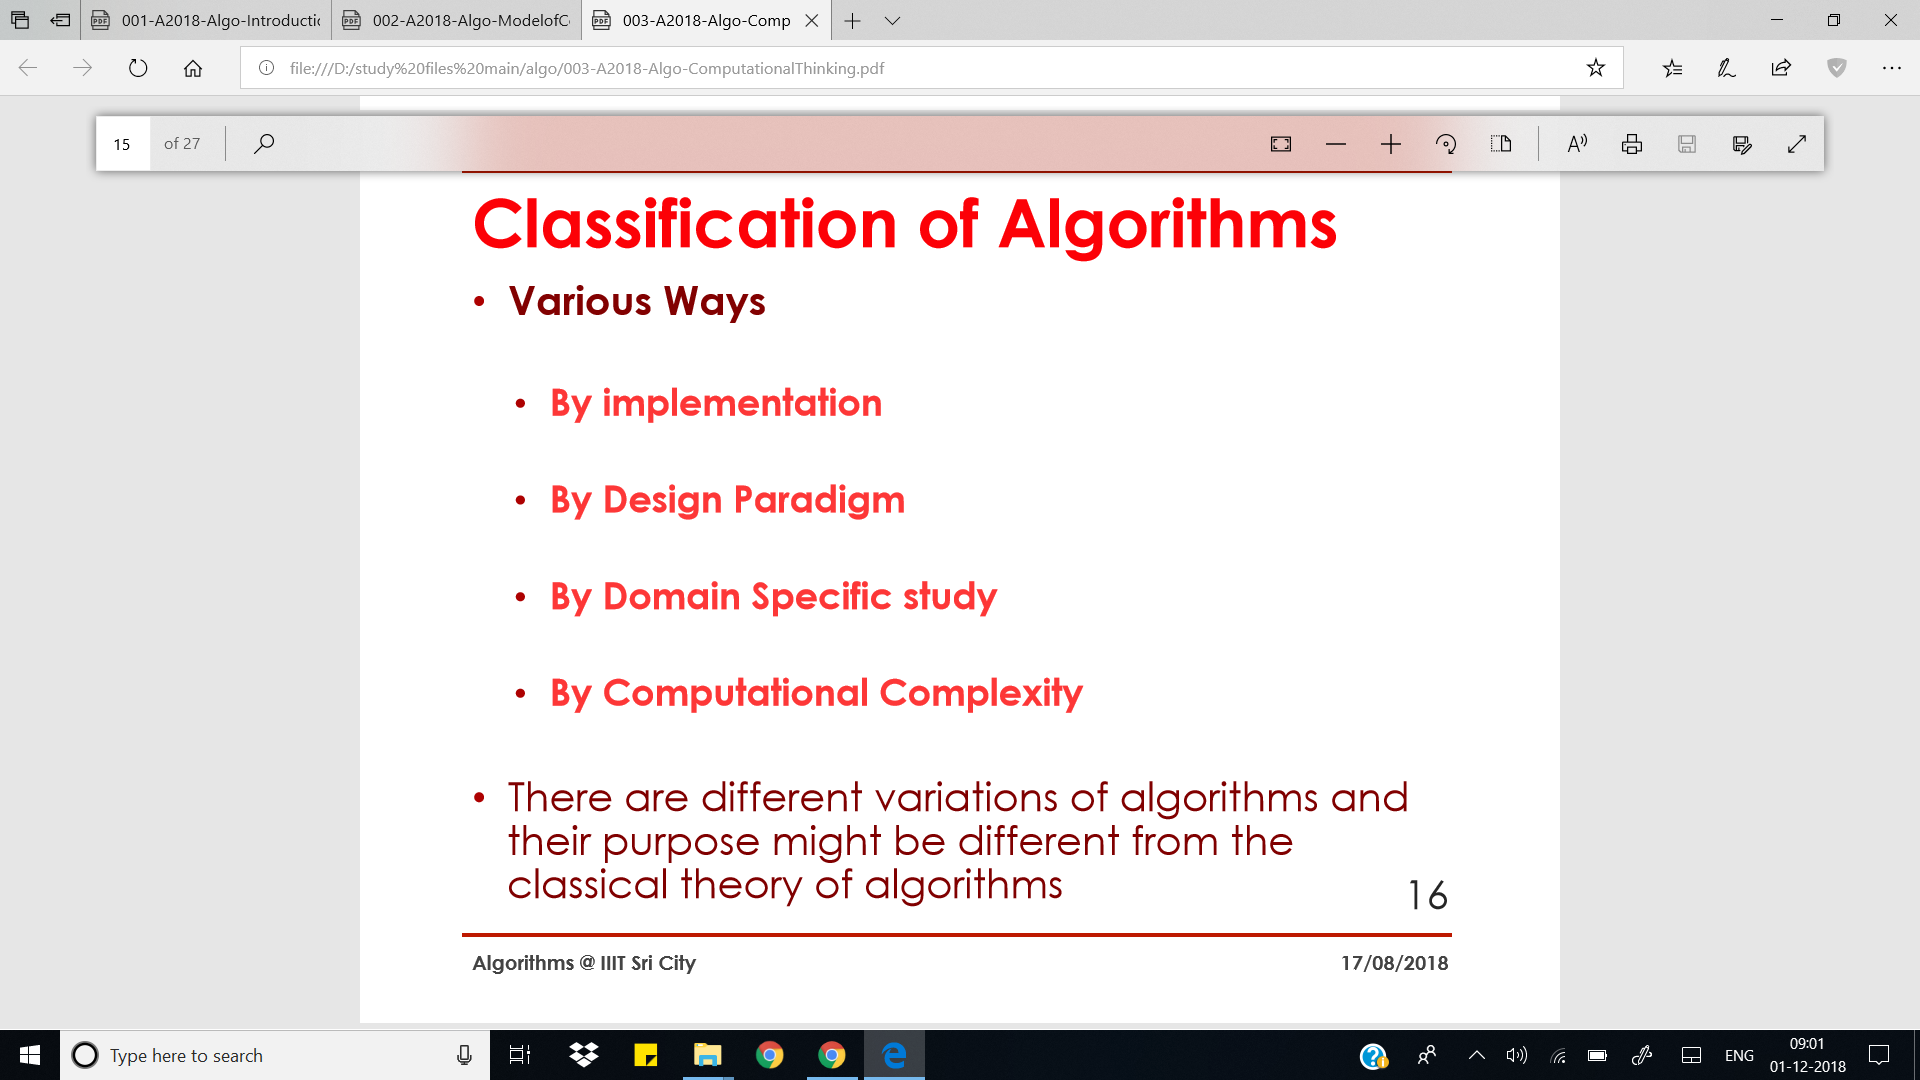 001-A2018-Algo-Introductic
002-A2018-Algo-ModelofC
003-A2018-Algo-Comp
file:///D:/study%20files%20main/algo/003-A2018-Algo-ComputationalThinking.pdf
15 of 27
Classification of Algorithms
• Various Ways
• By implementation
• By Design Paradigm
• By Domain Specific study
• By Computational Complexity
• There are different variations of algorithms and
their purpose might be different from the
classical theory of algorithms
16
Algorithms @ IIIT Sri City 17/08/2018
Type here to search
ENG
09:01
01-12-2018